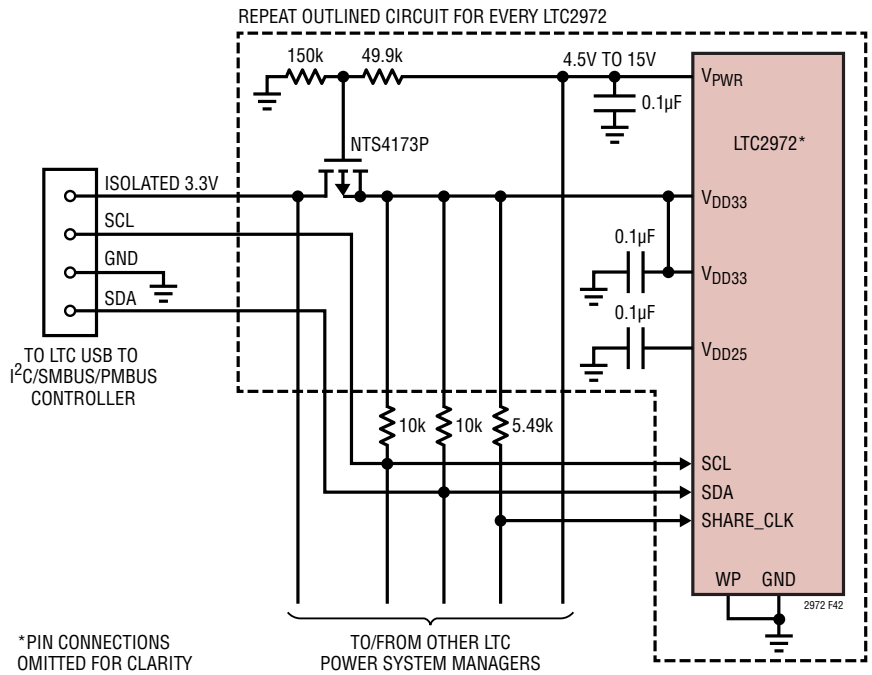 REPEAT OUTLINED CIRCUIT FOR EVERY LTC2972
150k
49.9k
4.5V TO 15V
VPWR
0.1µF
LTC2972*
NTS4173P
ISOLATED 3.3V
VDD33
SCL
0.1µF
GND
VDD33
SDA
0.1µF
VDD25
TO LTC USB TO
I2C/SMBUS/PMBUS
CONTROLLER
10k
10k
5.49k
SCL
SDA
SHARE_CLK
WP
GND
2972 F42
*PIN CONNECTIONS
OMITTED FOR CLARITY
TO/FROM OTHER LTC
POWER SYSTEM MANAGERS